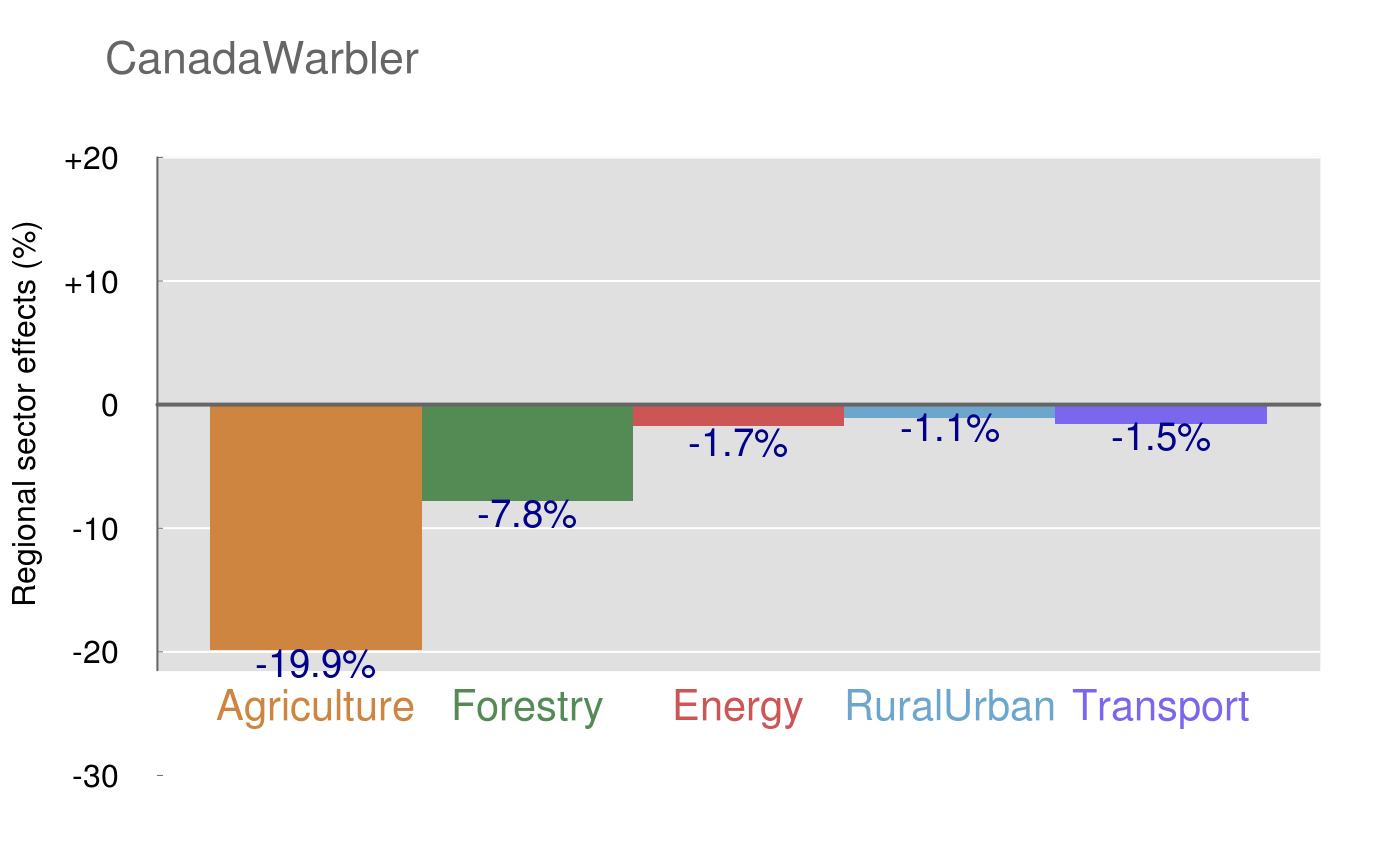 CanadaWarbler
Regional sector effects (%)
+20
+10
0
-10
-20
-30
-19.9%
-7.8%
-1.7%
-1.1%
-1.5%
Agriculture
Forestry
Energy
RuralUrban
Transport